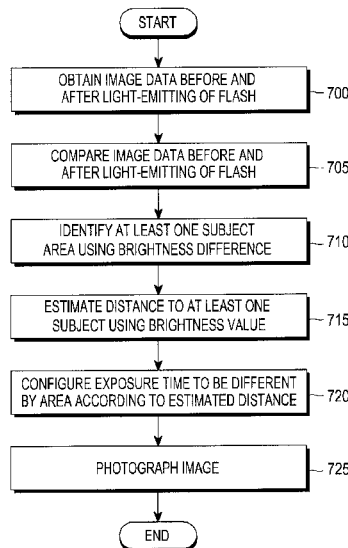 START
OBTAIN IMAGE DATA BEFORE AND
AFTER LIGHT-EMITTING OF FLASH
700
COMPARE IMAGE DATA BEFORE AND
AFTER LIGHT-EMITTING OF FLASH
705
IDENTIFY AT LEAST ONE SUBJECT
AREA USING BRIGHTNESS DIFFERENCE
710
ESTIMATE DISTANCE TO AT LEAST ONE
SUBJECT USING BRIGHTNESS VALUE
715
CONFIGURE EXPOSURE TIME TO BE DIFFERENT
BY AREA ACCORDING TO ESTIMATED DISTANCE
720
PHOTOGRAPH IMAGE
725
END